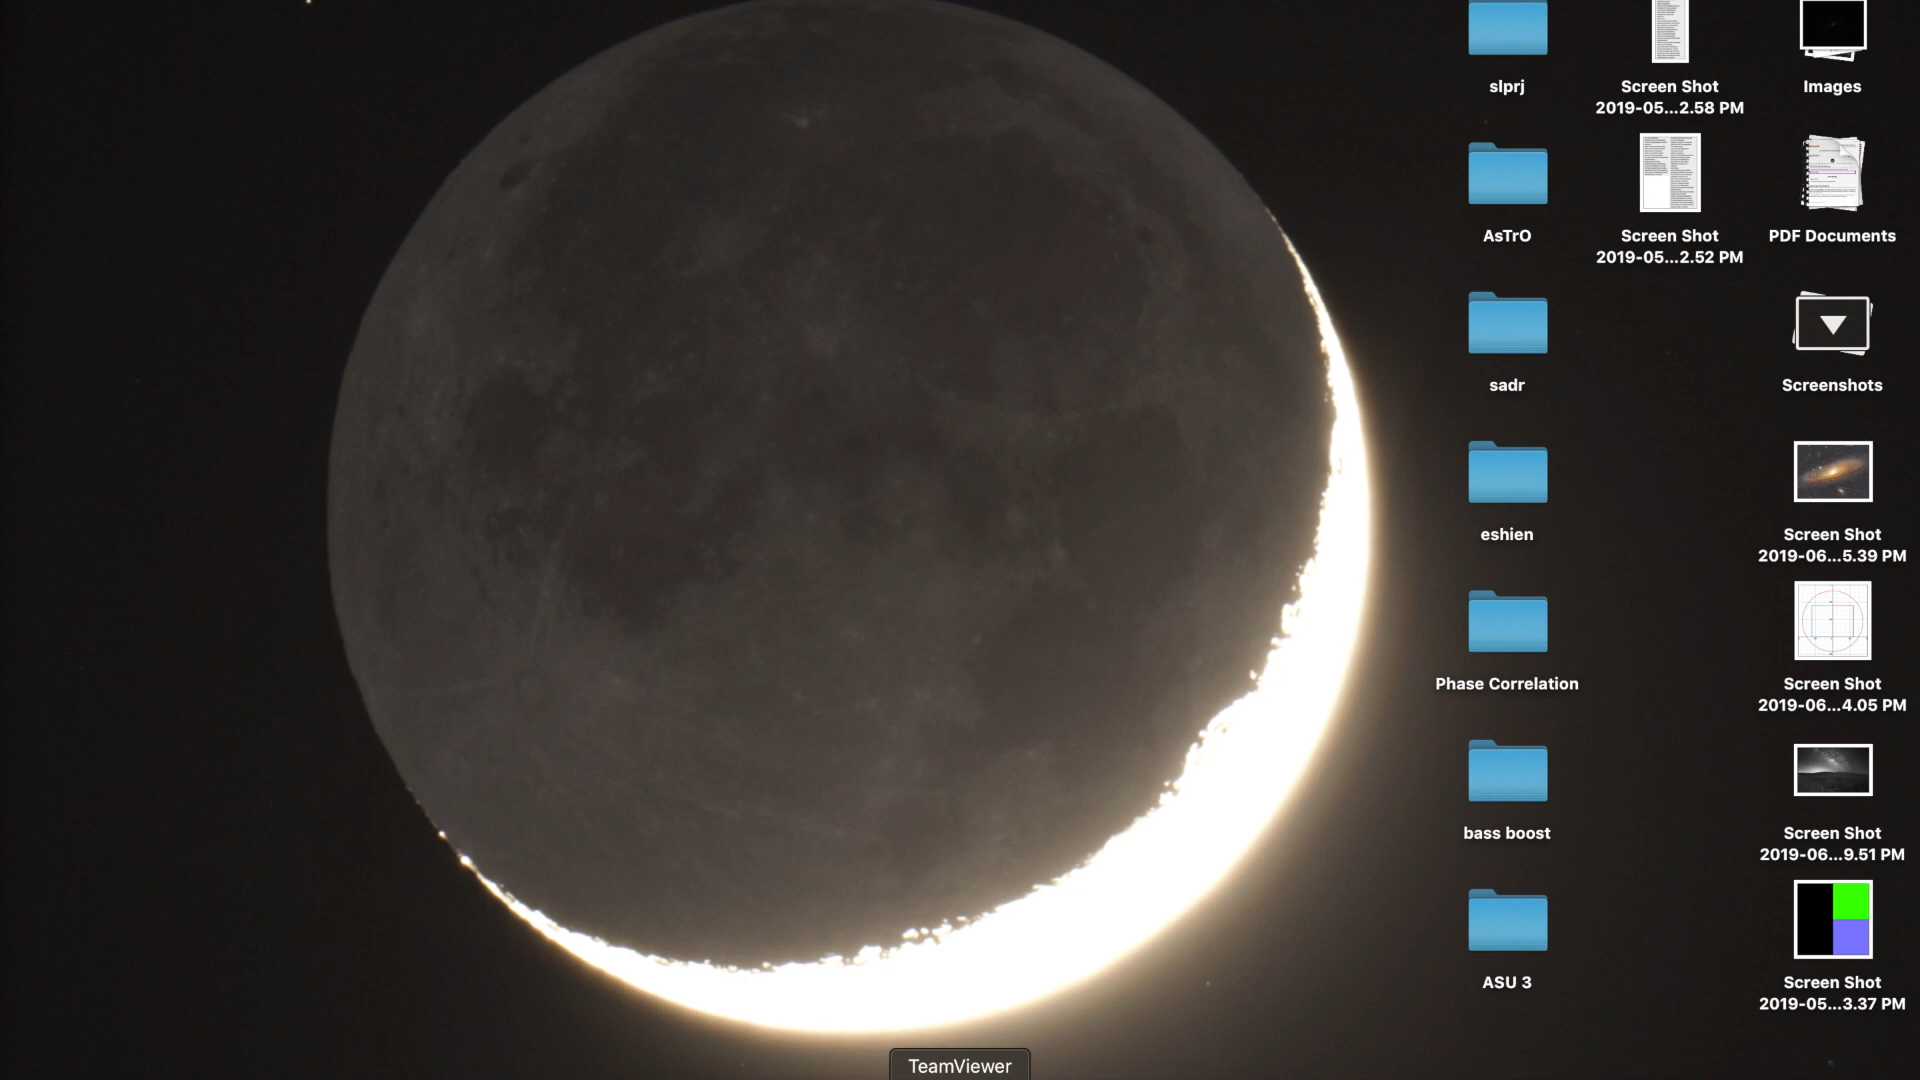 slprj
Screen Shot
2019-05...2.58 PM
Images
AsTrO
Screen Shot
2019-05...2.52 PM
PDF Documents
sadr
Screenshots
eshien
Screen Shot
2019-06...5.39 PM
Phase Correlation
Screen Shot
2019-06...4.05 PM
bass boost
Screen Shot
2019-06...9.51 PM
ASU 3
Screen Shot
2019-05...3.37 PM
TeamViewer